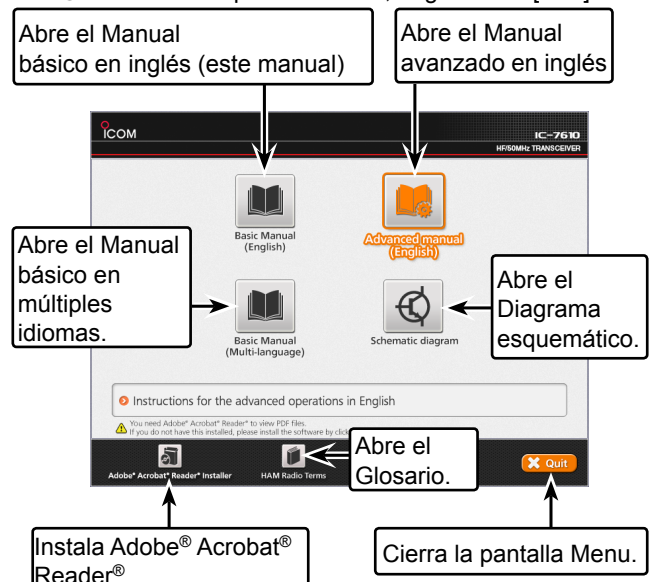 Abre el Manual
básico en inglés (este manual)
Abre el Manual
avanzado en inglés
ICOM
IC-7610
HF/50MHz TRANSCEIVER
Basic Manual
(English)
Advanced manual
(English)
Abre el Manual
básico en
múltiples
idiomas.
Basic Manual
(Multi-language)
Schematic diagram
Abre el
Diagrama
esquemático.
Instructions for the advanced operations in English
You need Adobe® Acrobat® Reader® to view PDF files.
If you do not have this installed, please install the software by
Abre el
Glosario.
Adobe® Acrobat® Reader® Installer
HAM Radio Terms
Quit
Instala Adobe® Acrobat®
Reader®
Cierra la pantalla Menu.